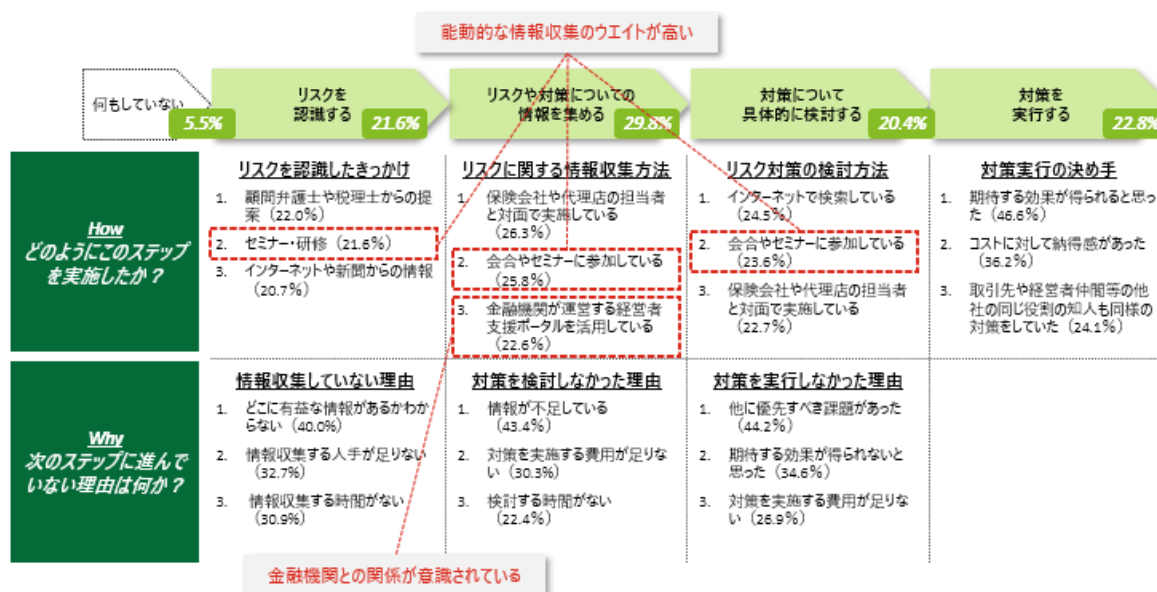 能動的な情報収集のウエイトが高い
何もしていない
5.5%
リスクを
認識する
21.6%
リスクや対策についての
情報を集める
29.8%
対策について
具体的に検討する
20.4%
対策を
実行する
22.8%
How
どのようにこのステップ
を実施したか？
リスクを認識したきっかけ
1. 顧問弁護士や税理士からの提
案（22.0%）
2. セミナー・研修（21.6%）
3. インターネットや新聞からの情報
（20.7%）
リスクに関する情報収集方法
1. 保険会社や代理店の担当者
と対面で実施している
（26.3%）
2. 会合やセミナーに参加している
（25.8%）
3. 金融機関が運営する経営者
支援ポータルを活用している
（22.6%）
リスク対策の検討方法
1. インターネットで検索している
（24.5%）
2. 会合やセミナーに参加している
（23.6%）
3. 保険会社や代理店の担当者
と対面で実施している
（22.7%）
対策実行の決め手
1. 期待する効果が得られると思っ
た（46.6%）
2. コストに対して納得感があった
（36.2%）
3. 取引先や経営者仲間等の他
社の同じ役割の知人も同様の
対策をしていた（24.1%）
Why
次のステップに進んで
いない理由は何か？
情報収集していない理由
1. どこに有益な情報があるかわか
らない（40.0%）
2. 情報収集する人手が足りない
（32.7%）
3. 情報収集する時間がない
（30.9%）
対策を検討しなかった理由
1. 情報が不足している
（43.4%）
2. 対策を実施する費用が足りな
い（30.3%）
3. 検討する時間がない
（22.4%）
対策を実行しなかった理由
1. 他に優先すべき課題があった
（44.2%）
2. 期待する効果が得られないと
思った（34.6%）
3. 対策を実施する費用が足りな
い（26.9%）
金融機関との関係が意識されている